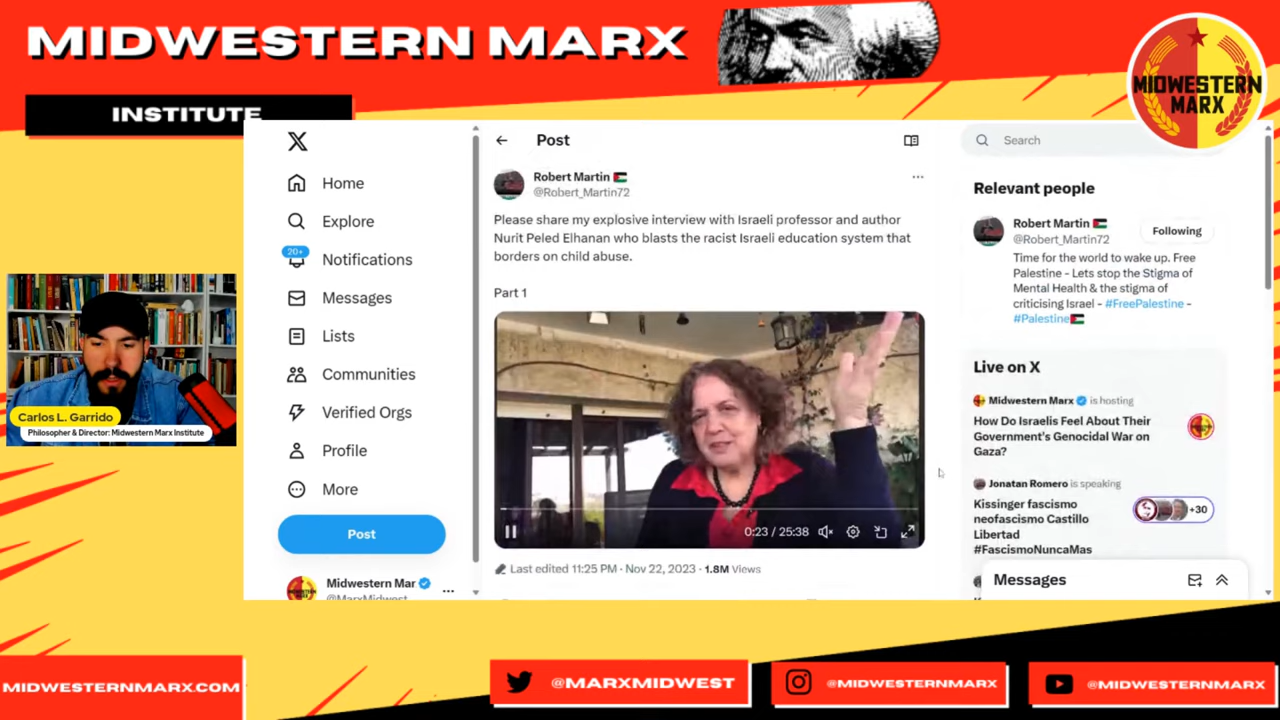 MIDWESTERN MARX
INSTITUTE
MIDWESTERN
MARX
Post
Search
Home
Explore
20+
Notifications
Messages
Lists
Communities
Verified Orgs
Profile
More
Post
Midwestern Mar
@MarxMidwest
Robert Martin
@Robert_Martin72
Please share my explosive interview with Israeli professor and author
Nurit Peled Elhanan who blasts the racist Israeli education system that
borders on child abuse.
Part 1
0:23 / 25:38
Last edited 11:25 PM · Nov 22, 2023 · 1.8M Views
Relevant people
Robert Martin
@Robert_Martin72
Following
Time for the world to wake up. Free
Palestine - Lets stop the Stigma of
Mental Health & the stigma of
criticising Israel - #FreePalestine -
#Palestine
Live on X
Midwestern Marx is hosting
How Do Israelis Feel About Their
Government's Genocidal War on
Gaza?
Jonatan Romero is speaking
Kissinger fascismo
neofascismo Castillo
Libertad
#FascismoNuncaMas
+30
Messages
Carlos L. Garrido
Philosopher & Director: Midwestern Marx Institute
MIDWESTERNMARX.COM
@MARXMIDWEST
@MIDWESTERNMARX
@MIDWESTERNMARX